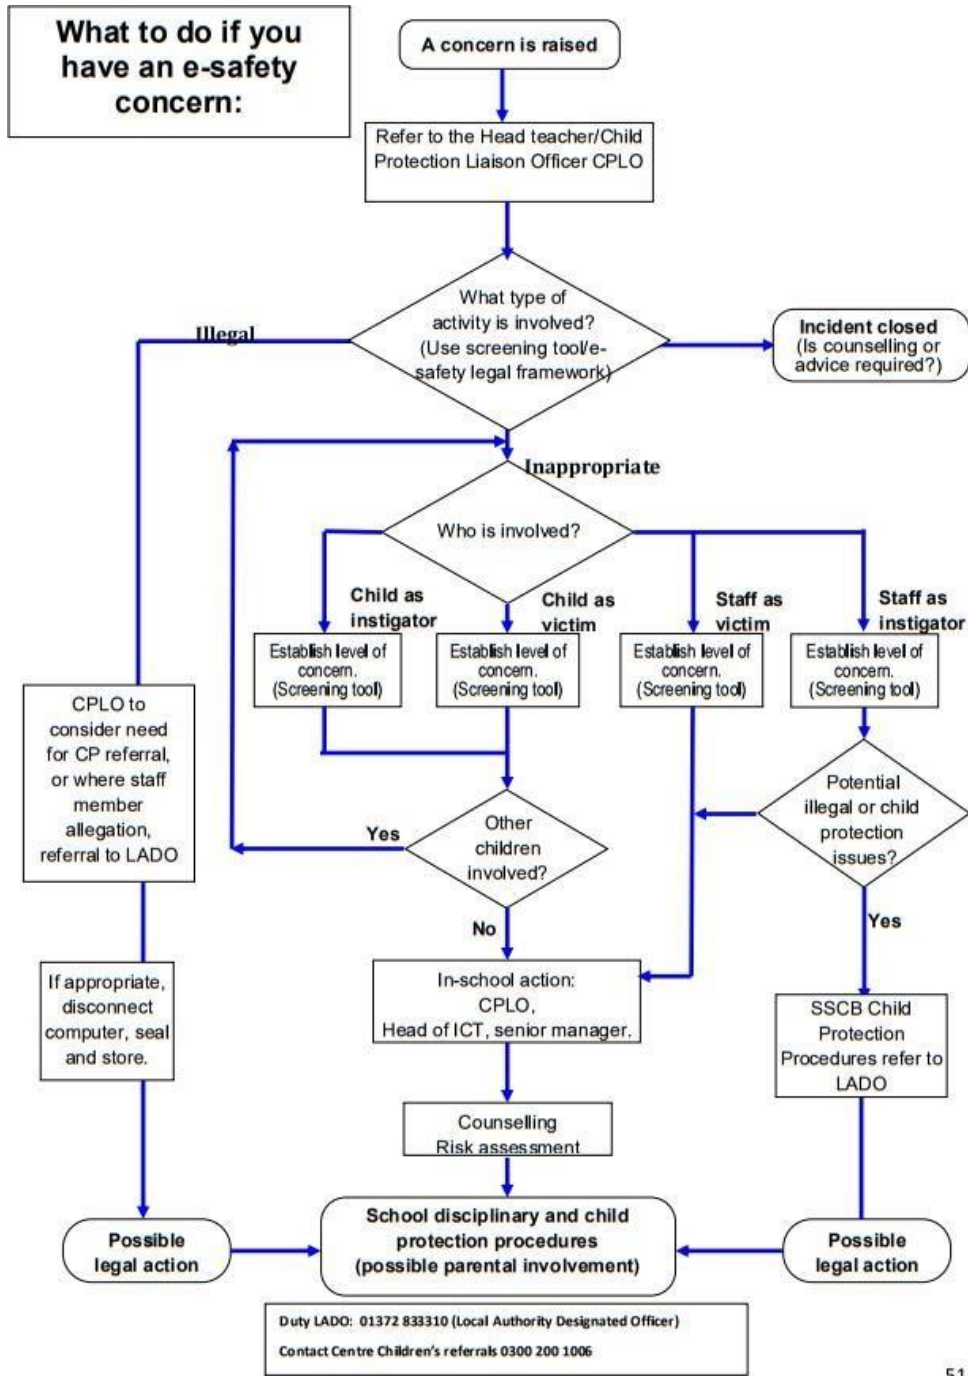 What to do if you
have an e-safety
concern:
A concern is raised
Refer to the Head teacher/Child
Protection Liaison Officer CPLO
What type of
activity is involved?
(Use screening tool/e-
safety legal framework)
Illegal
Incident closed
(Is counselling or
advice required?)
Inappropriate
Who is involved?
Child as
instigator
Child as
victim
Staff as
victim
Staff as
instigator
Establish level of
concern.
(Screening tool)
Establish level of
concern.
(Screening tool)
Establish level of
concern.
(Screening tool)
Establish level of
concern.
(Screening tool)
CPLO to
consider need
for CP referral,
or where staff
member
allegation,
referral to LADO
Potential
illegal or child
protection
issues?
Yes
Other
children
involved?
No
Yes
If appropriate,
disconnect
computer, seal
and store.
In-school action:
CPLO,
Head of ICT, senior manager.
SSCB Child
Protection
Procedures refer to
LADO
Counselling
Risk assessment
Possible
legal action
School disciplinary and child
protection procedures
(possible parental involvement)
Possible
legal action
Duty LADO: 01372 833310 (Local Authority Designated Officer)
Contact Centre Children's referrals 0300 200 1006
51